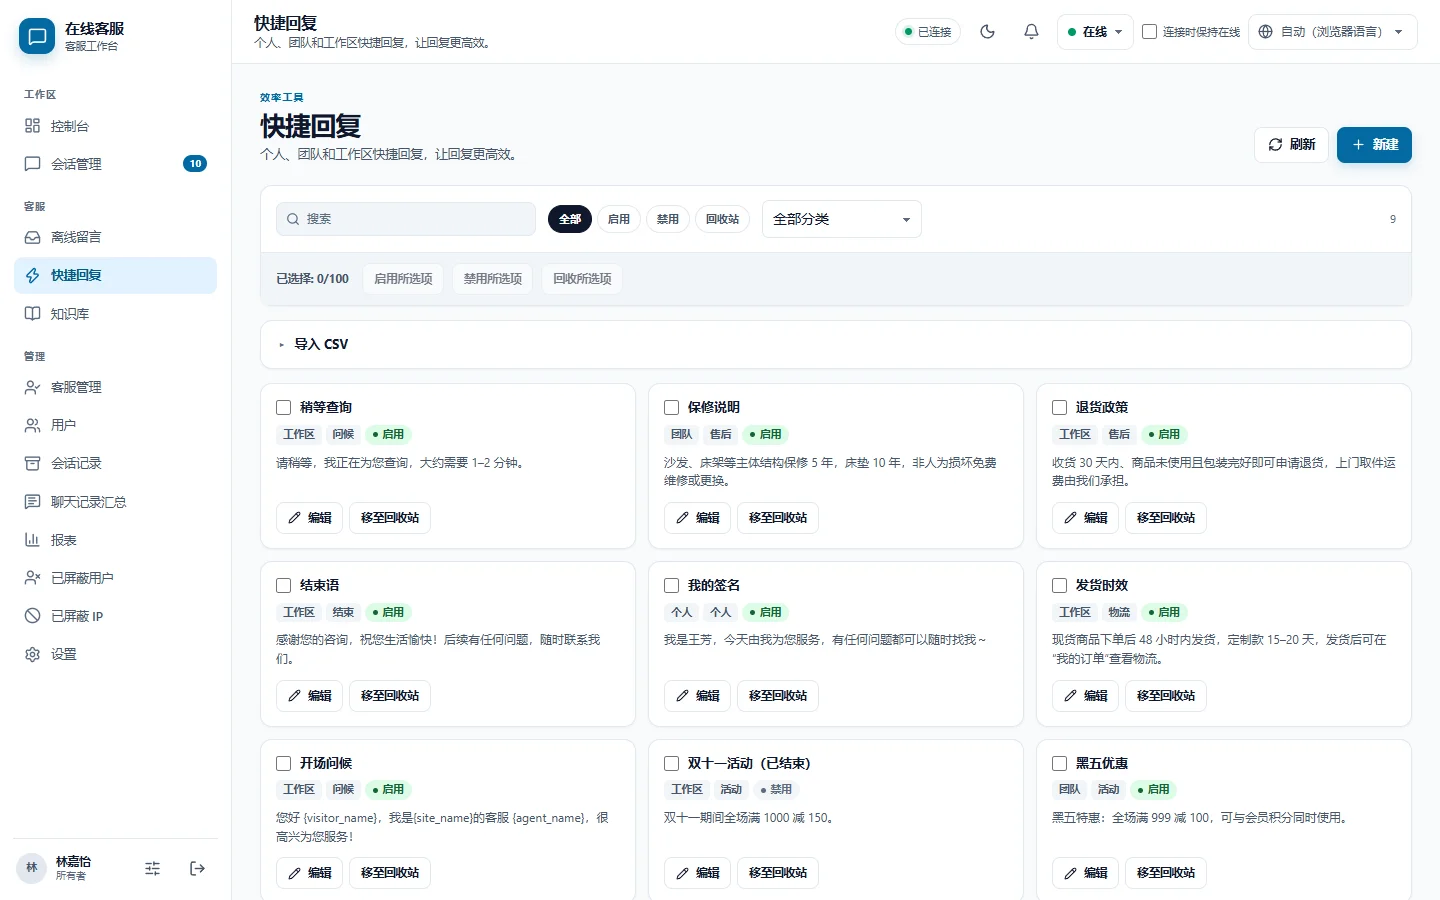 在线客服
客服工作台
工作区
控制台
会话管理
10
客服
离线留言
快捷回复
知识库
管理
客服管理
用户
会话记录
聊天记录汇总
报表
已屏蔽用户
已屏蔽 IP
设置
林
林嘉怡
所有者
快捷回复
个人、团队和工作区快捷回复，让回复更高效。
已连接
在线
连接时保持在线
自动（浏览器语言）
效率工具
快捷回复
个人、团队和工作区快捷回复，让回复更高效。
刷新
新建
搜索
全部
启用
禁用
回收站
全部分类
9
已选择: 0/100
启用所选项
禁用所选项
回收所选项
导入 CSV
稍等查询
工作区 问候 启用
请稍等，我正在为您查询，大约需要 1–2 分钟。
编辑 移至回收站
保修说明
团队 售后 启用
沙发、床架等主体结构保修 5 年，床垫 10 年，非人为损坏免费
维修或更换。
编辑 移至回收站
退货政策
工作区 售后 启用
收货 30 天内、商品未使用且包装完好即可申请退货，上门取件运
费由我们承担。
编辑 移至回收站
结束语
工作区 结束 启用
感谢您的咨询，祝您生活愉快！后续有任何问题，随时联系我
们。
编辑 移至回收站
我的签名
个人 个人 启用
我是王芳，今天由我为您服务，有任何问题都可以随时找我～
编辑 移至回收站
发货时效
工作区 物流 启用
现货商品下单后 48 小时内发货，定制款 15–20 天，发货后可在
“我的订单”查看物流。
编辑 移至回收站
开场问候
工作区 问候 启用
您好 {visitor_name}，我是{site_name}的客服 {agent_name}，很
高兴为您服务！
编辑 移至回收站
双十一活动（已结束）
工作区 活动 禁用
双十一期间全场满 1000 减 150。
编辑 移至回收站
黑五优惠
团队 活动 启用
黑五特惠：全场满 999 减 100，可与会员积分同时使用。
编辑 移至回收站